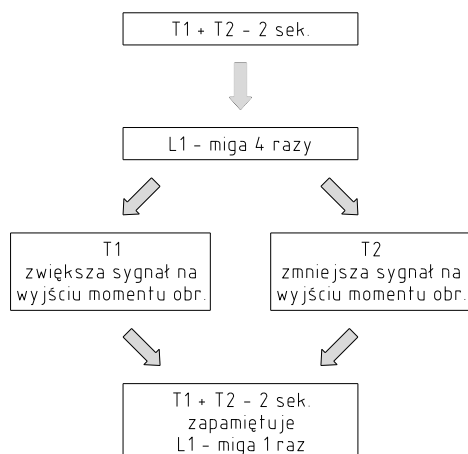 T1 + T2 - 2 sek.
L1 - miga 4 razy
T1
zwiększa sygnał na
wyjściu momentu obr.
T2
zmniejsza sygnał na
wyjściu momentu obr.
T1 + T2 - 2 sek.
zapamiętuje
L1 - miga 1 raz